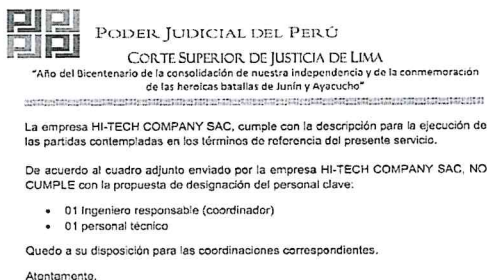 PODER JUDICIAL DEL PERÚ
CORTE SUPERIOR DE JUSTICIA DE LIMA
"Año del Bicentenario de la consolidación de nuestra independencia y de la conmemoración
de las heroicas batallas de Junín y Ayacucho"
La empresa HI-TECH COMPANY SAC, cumple con la descripción para la ejecución de
las partidas contempladas en los términos de referencia del presente servicio.
De acuerdo al cuadro adjunto enviado por la empresa HI-TECH COMPANY SAC, NO
CUMPLE con la propuesta de designación del personal clave:
• 01 Ingeniero responsable (coordinador)
• 01 personal técnico
Quedo a su disposición para las coordinaciones correspondientes.
Atentamente,